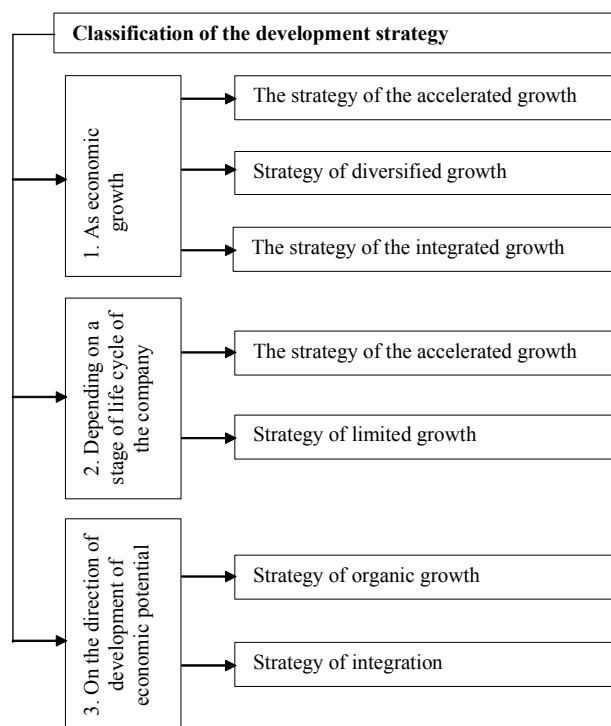 Classification of the development strategy
1. As economic
growth
The strategy of the accelerated growth
Strategy of diversified growth
The strategy of the integrated growth
2. Depending on a
stage of life cycle of
the company
The strategy of the accelerated growth
Strategy of limited growth
3. On the direction of
development of
economic potential
Strategy of organic growth
Strategy of integration